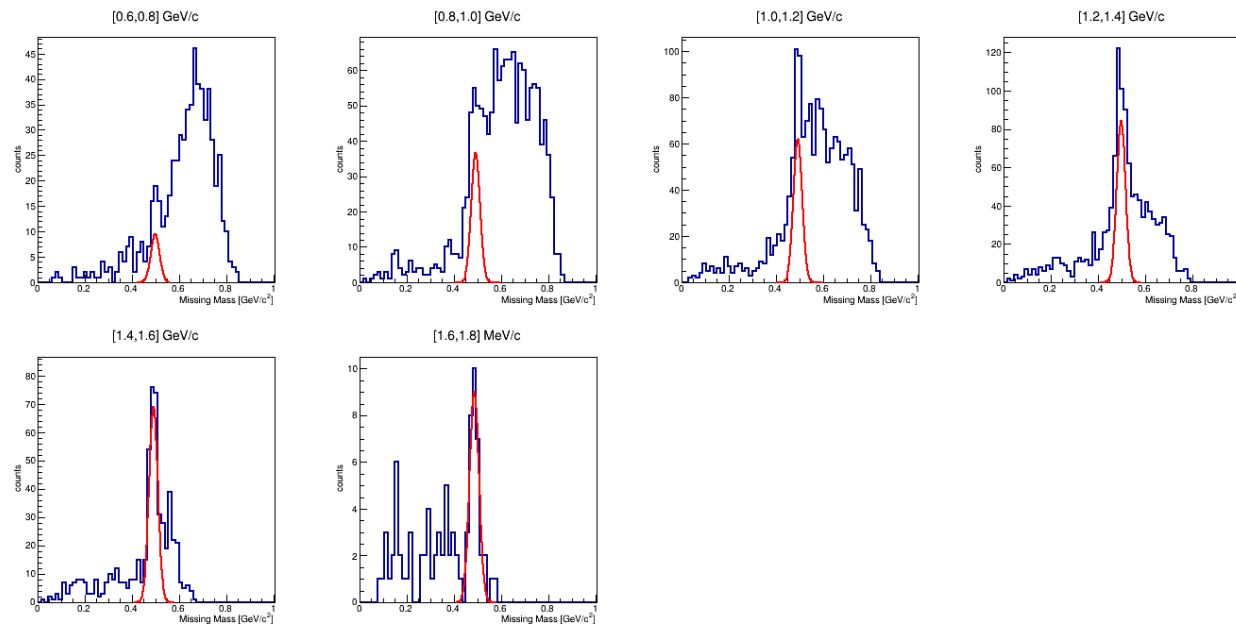 [0.6,0.8] GeV/c
[0.8,1.0] GeV/c
[1.0,1.2] GeV/c
[1.2,1.4] GeV/c
counts
45
40
35
30
25
20
15
10
5
0
0 0.2 0.4 0.6 0.8 1
Missing Mass [GeV/c²]
counts
60
50
40
30
20
10
0
0 0.2 0.4 0.6 0.8 1
Missing Mass [GeV/c²]
counts
100
80
60
40
20
0
0 0.2 0.4 0.6 0.8 1
Missing Mass [GeV/c²]
counts
120
100
80
60
40
20
0
0 0.2 0.4 0.6 0.8
Missing Mass [GeV/c²]
[1.4,1.6] GeV/c
[1.6,1.8] MeV/c
counts
80
70
60
50
40
30
20
10
0
0 0.2 0.4 0.6 0.8 1
Missing Mass [GeV/c²]
counts
10
8
6
4
2
0
0 0.2 0.4 0.6 0.8 1
Missing Mass [GeV/c²]